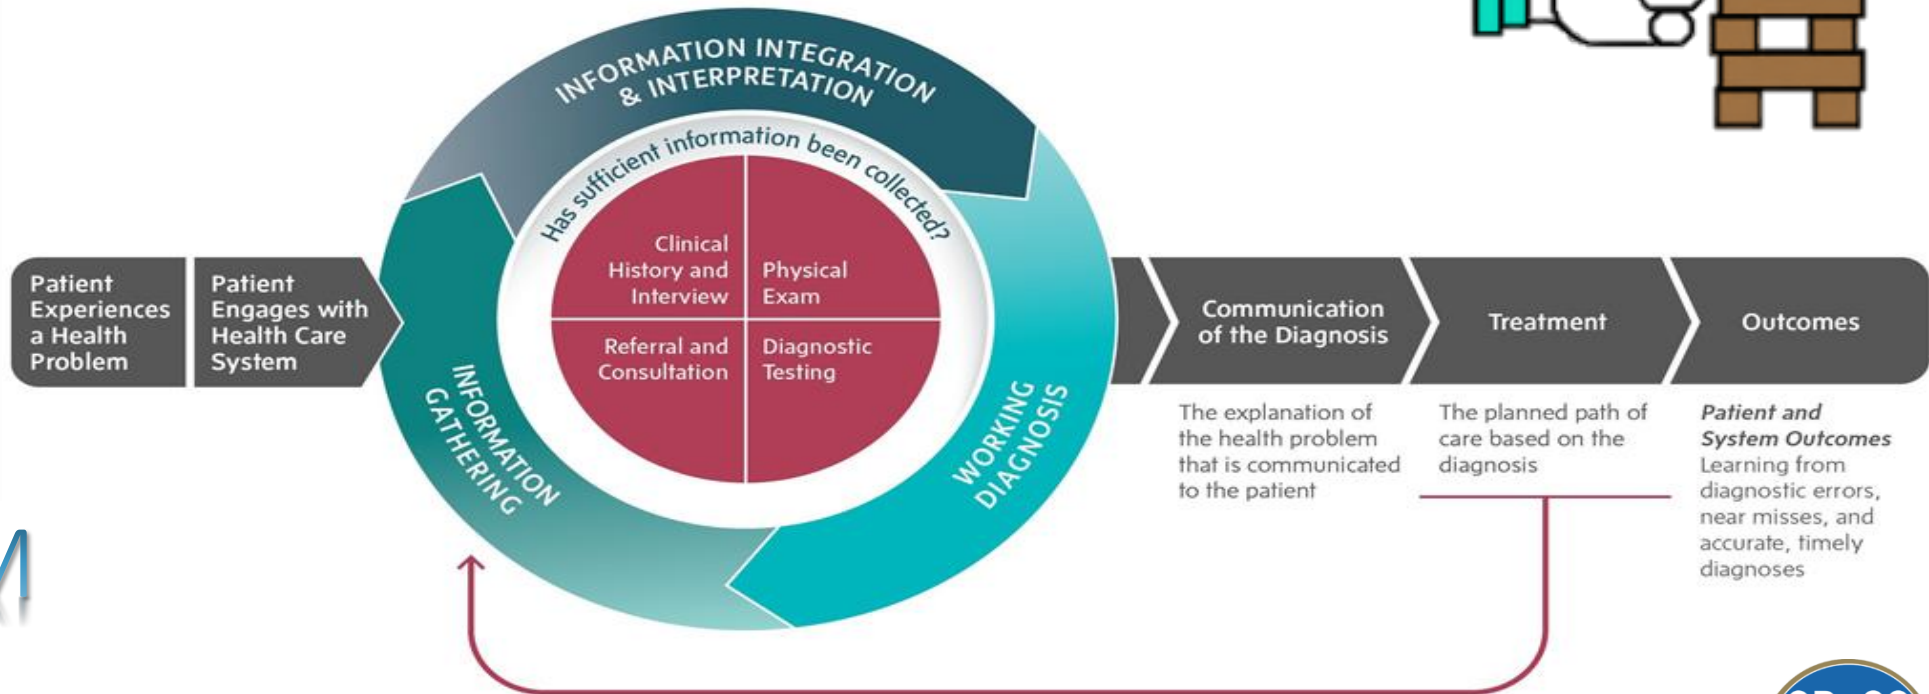 INFORMATION INTEGRATION
& INTERPRETATION
Has sufficient information been collected?
Clinical
History and
Interview
Physical
Exam
Referral and
Consultation
Diagnostic
Testing
INFORMATION
GATHERING
WORKING
DIAGNOSIS
Patient
Experiences
a Health
Problem
Patient
Engages with
Health Care
System
Communication
of the Diagnosis
Treatment
Outcomes
The explanation of
the health problem
that is communicated
to the patient
The planned path of
care based on the
diagnosis
Patient and
System Outcomes
Learning from
diagnostic errors,
near misses, and
accurate, timely
diagnoses